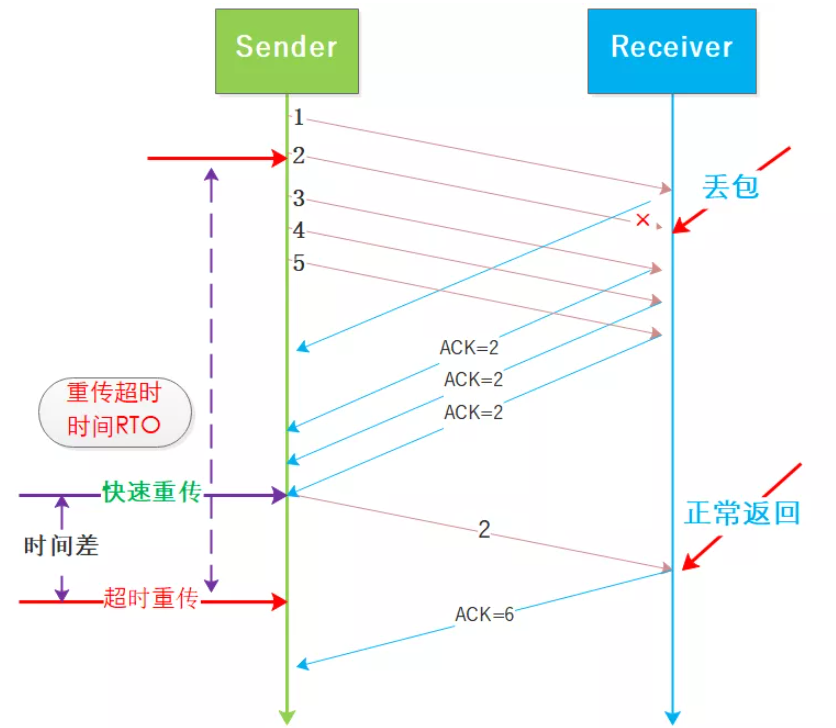 Sender
Receiver
1
2
3
4
5
×
丢包
ACK=2
ACK=2
ACK=2
重传超时
时间RTO
快速重传
时间差
超时重传
2
正常返回
ACK=6